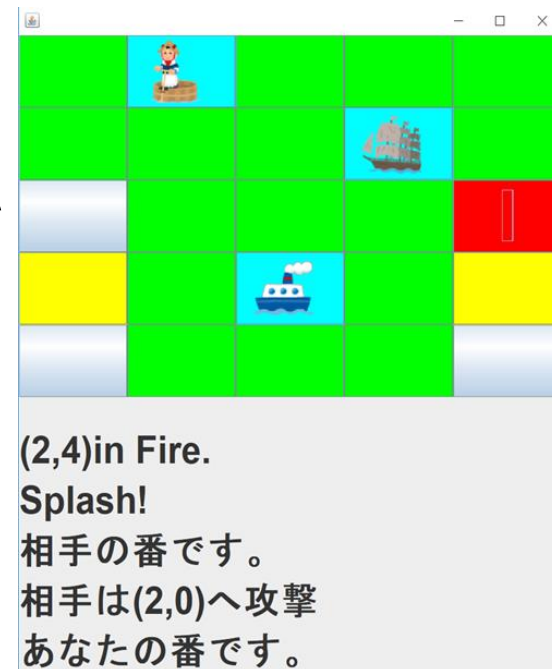 (2,4)in Fire.
Splash!
相手の番です。
相手は(2,0)へ攻撃
あなたの番です。